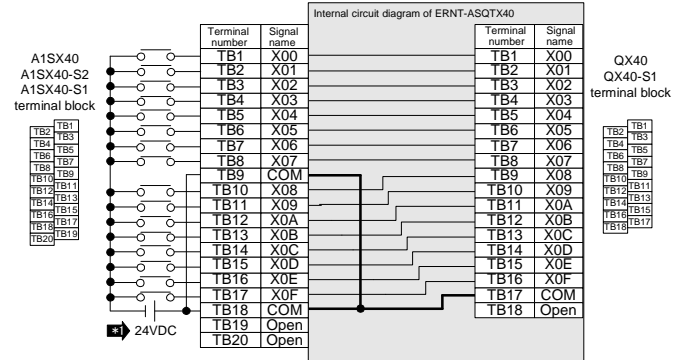 Internal circuit diagram of ERNT-ASQTX40
A1SX40
A1SX40-S2
A1SX40-S1
terminal block
TB1
TB2
TB3
TB4
TB5
TB6
TB7
TB8
TB9
TB10
TB11
TB12
TB13
TB14
TB15
TB16
TB17
TB18
TB19
TB20
*1 24VDC
Terminal number Signal name
TB1 X00
TB2 X01
TB3 X02
TB4 X03
TB5 X04
TB6 X05
TB7 X06
TB8 X07
TB9 COM
TB10 X08
TB11 X09
TB12 X0A
TB13 X0B
TB14 X0C
TB15 X0D
TB16 X0E
TB17 X0F
TB18 COM
TB19 Open
TB20 Open
Terminal number Signal name
TB1 X00
TB2 X01
TB3 X02
TB4 X03
TB5 X04
TB6 X05
TB7 X06
TB8 X07
TB9 X08
TB10 X09
TB11 X0A
TB12 X0B
TB13 X0C
TB14 X0D
TB15 X0E
TB16 X0F
TB17 COM
TB18 Open
QX40
QX40-S1
terminal block
TB1
TB2
TB3
TB4
TB5
TB6
TB7
TB8
TB9
TB10
TB11
TB12
TB13
TB14
TB15
TB16
TB17
TB18